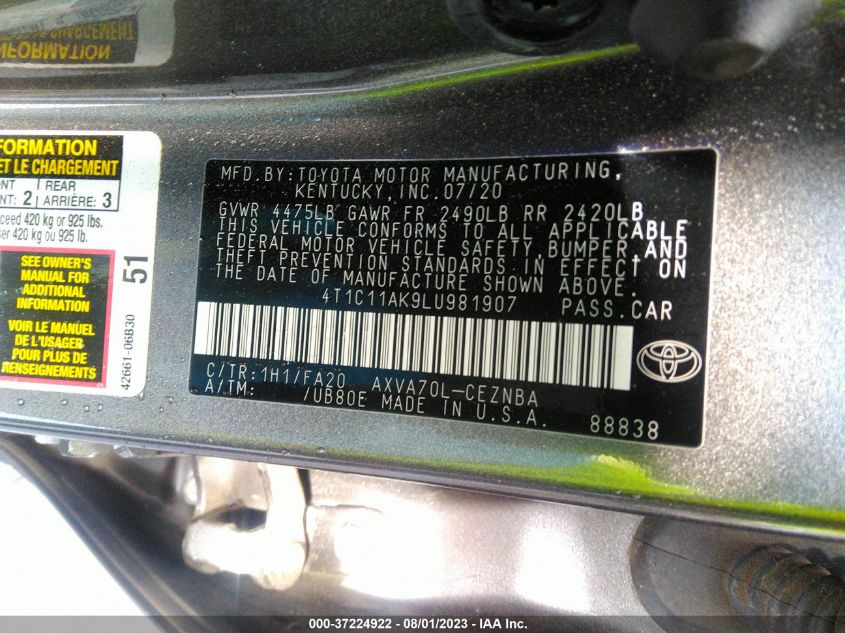 INFORMATION
FORMATION
ET LE CHARGEMENT
NT : 2 | REAR ARRIÈRE: 3
ceed 420 kg or 925 lbs.
ser 420 kg ou 925 lb.
SEE OWNER'S
MANUAL FOR
ADDITIONAL
INFORMATION
VOIR LE MANUEL
DE L'USAGER
POUR PLUS DE
RENSEIGNEMENTS
51
42661-06B30
MFD.BY:TOYOTA MOTOR MANUFACTURING,
KENTUCKY, INC.07/20
GVWR 4475LB GAWR FR 2490LB RR 2420LB
THIS VEHICLE CONFORMS TO ALL APPLICABLE
FEDERAL MOTOR VEHICLE SAFETY, BUMPER, AND
THEFT PREVENTION STANDARDS IN EFFECT ON
THE DATE OF MANUFACTURE SHOWN ABOVE.
4T1C11AK9LU981907 PASS.CAR
C/TR:1H1/FA20 AXVA70L-CEZNBA
A/TM: /UB80E MADE IN U.S.A.
88838
000-37224922 - 08/01/2023 - IAA Inc.